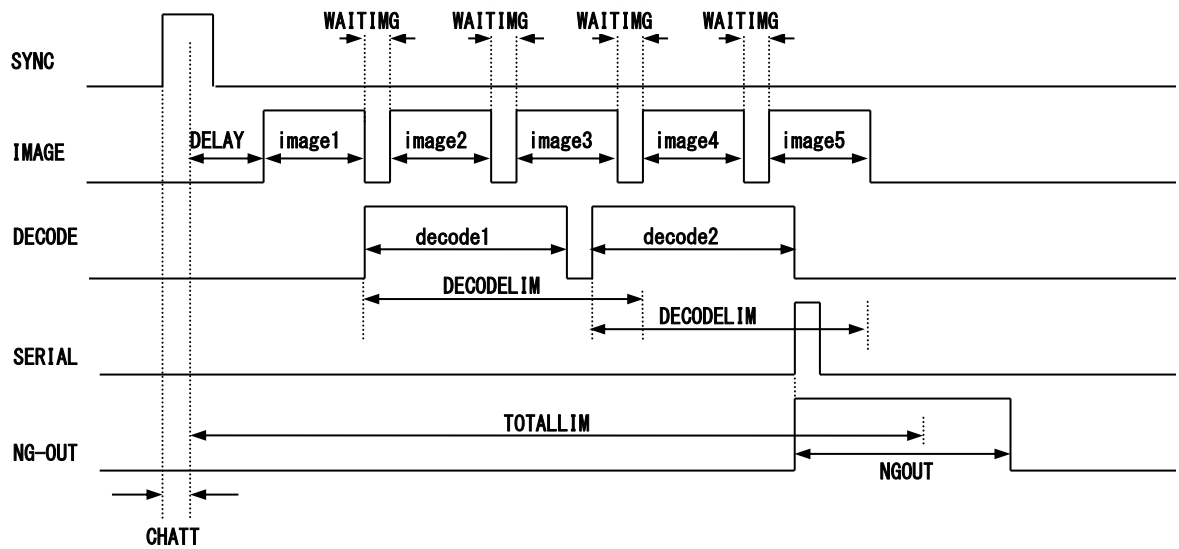 WAITIMG WAITIMG WAITIMG WAITIMG
SYNC
DELAY image1 image2 image3 image4 image5
IMAGE
DECODE decode1 decode2
DECODELIM
DECODELIM
SERIAL
TOTALLIM
NG-OUT
NGOUT
CHATT